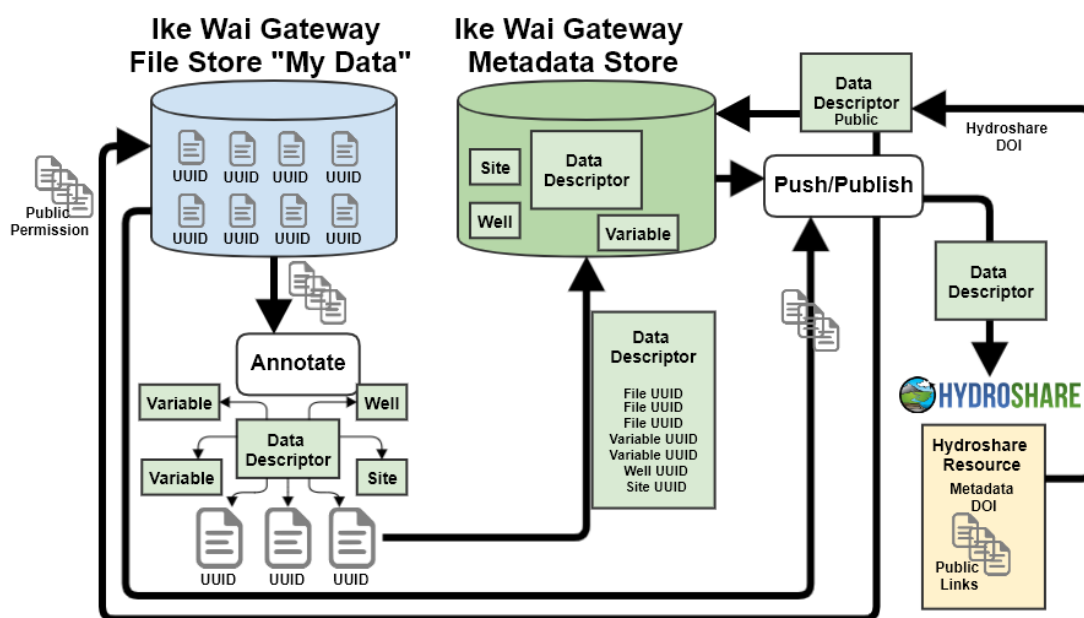 Ike Wai Gateway
File Store "My Data"
UUID
UUID
UUID
UUID
UUID
UUID
UUID
UUID
Public
Permission
Annotate
Variable
Well
Data
Descriptor
Variable
Site
UUID
UUID
UUID
Ike Wai Gateway
Metadata Store
Site
Data
Descriptor
Well
Variable
Data
Descriptor
File UUID
File UUID
File UUID
Variable UUID
Variable UUID
Well UUID
Site UUID
Data
Descriptor
Public
Hydroshare
DOI
Push/Publish
Data
Descriptor
HYDROSHARE
Hydroshare
Resource
Metadata
DOI
Public
Links